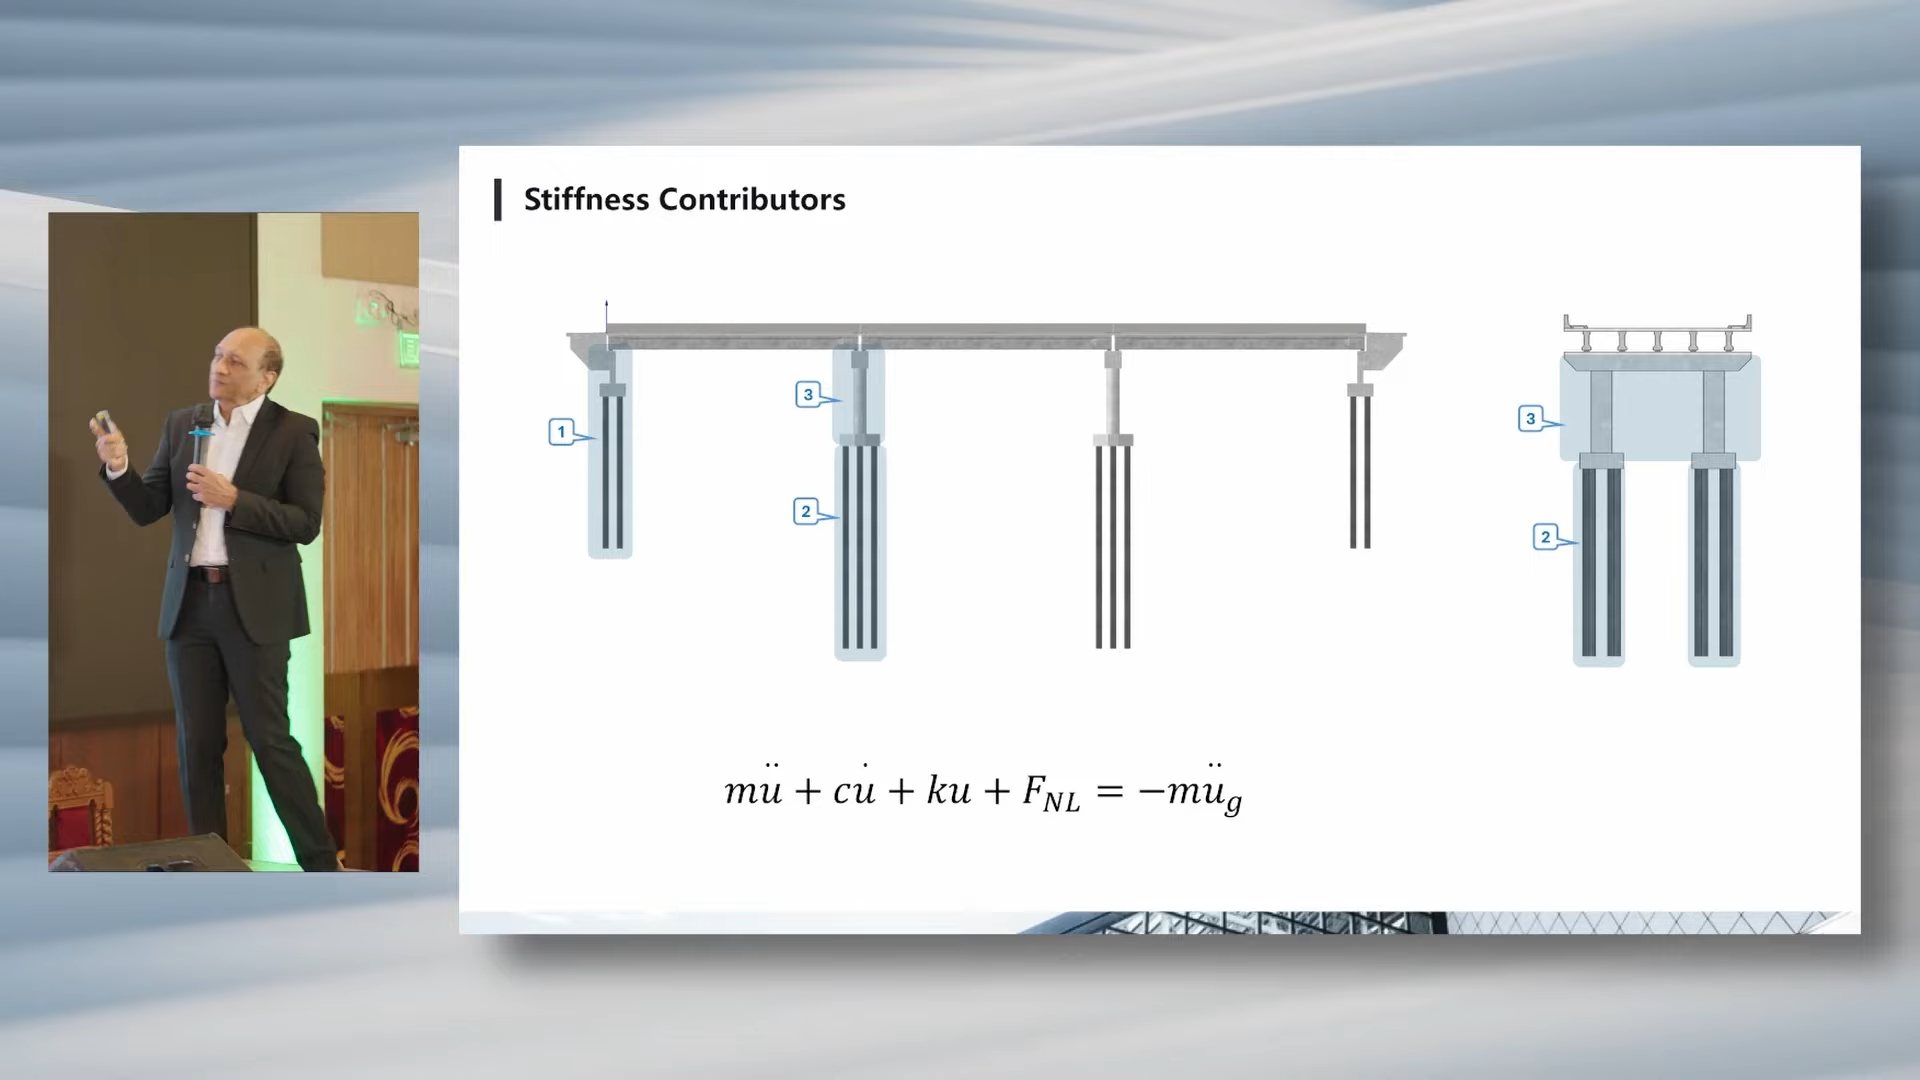 Stiffness Contributors
3
1
2
3
2
mü + cu̇ + ku + F_NL = −mü_g